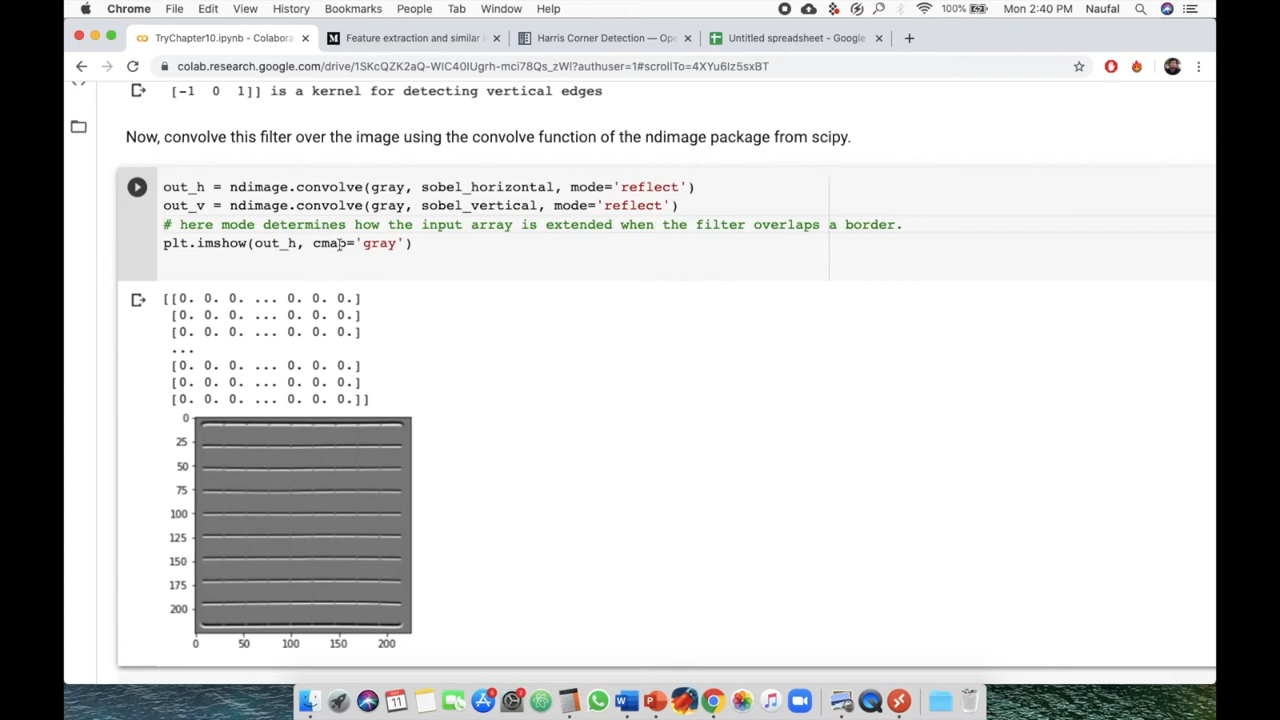 Chrome File Edit View History Bookmarks People Tab Window Help 100% Mon 2:40 PM Naufal
TryChapter10.ipynb - Colabora Feature extraction and similar i Harris Corner Detection — Ope Untitled spreadsheet - Google
colab.research.google.com/drive/1SKcQZK2aQ-WIC40IUgrh-mci78Qs_zWl?authuser=1#scrollTo=4XYu6Iz5sxBT
[-1 0 1]] is a kernel for detecting vertical edges
Now, convolve this filter over the image using the convolve function of the ndimage package from scipy.
out_h = ndimage.convolve(gray, sobel_horizontal, mode='reflect')
out_v = ndimage.convolve(gray, sobel_vertical, mode='reflect')
# here mode determines how the input array is extended when the filter overlaps a border.
plt.imshow(out_h, cmap='gray')
[[0. 0. 0. ... 0. 0. 0.]
[0. 0. 0. ... 0. 0. 0.]
[0. 0. 0. ... 0. 0. 0.]
...
[0. 0. 0. ... 0. 0. 0.]
[0. 0. 0. ... 0. 0. 0.]
[0. 0. 0. ... 0. 0. 0.]]
0
25
50
75
100
125
150
175
200
0 50 100 150 200